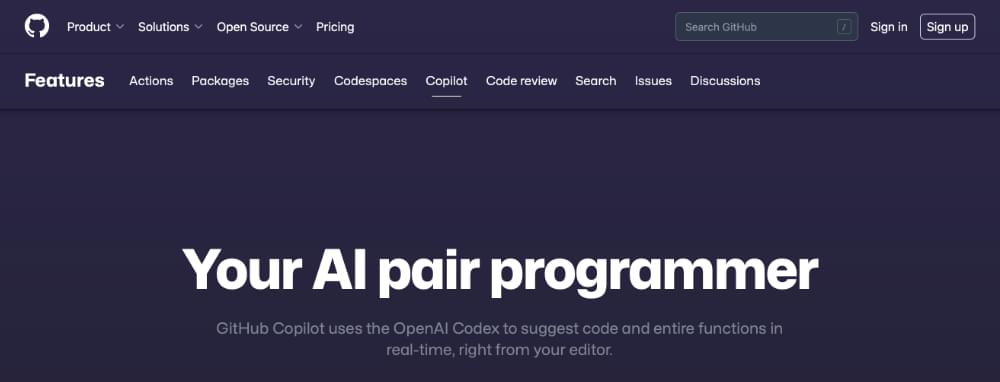 Product Solutions Open Source Pricing Search GitHub / Sign in Sign up
Features Actions Packages Security Codespaces Copilot Code review Search Issues Discussions
Your AI pair programmer
GitHub Copilot uses the OpenAI Codex to suggest code and entire functions in
real-time, right from your editor.